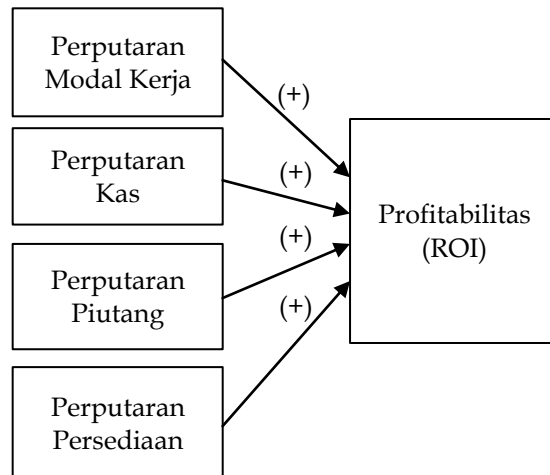 Perputaran
Modal Kerja
(+)
Perputaran
Kas
(+)
Profitabilitas
(ROI)
(+)
Perputaran
Piutang
(+)
Perputaran
Persediaan